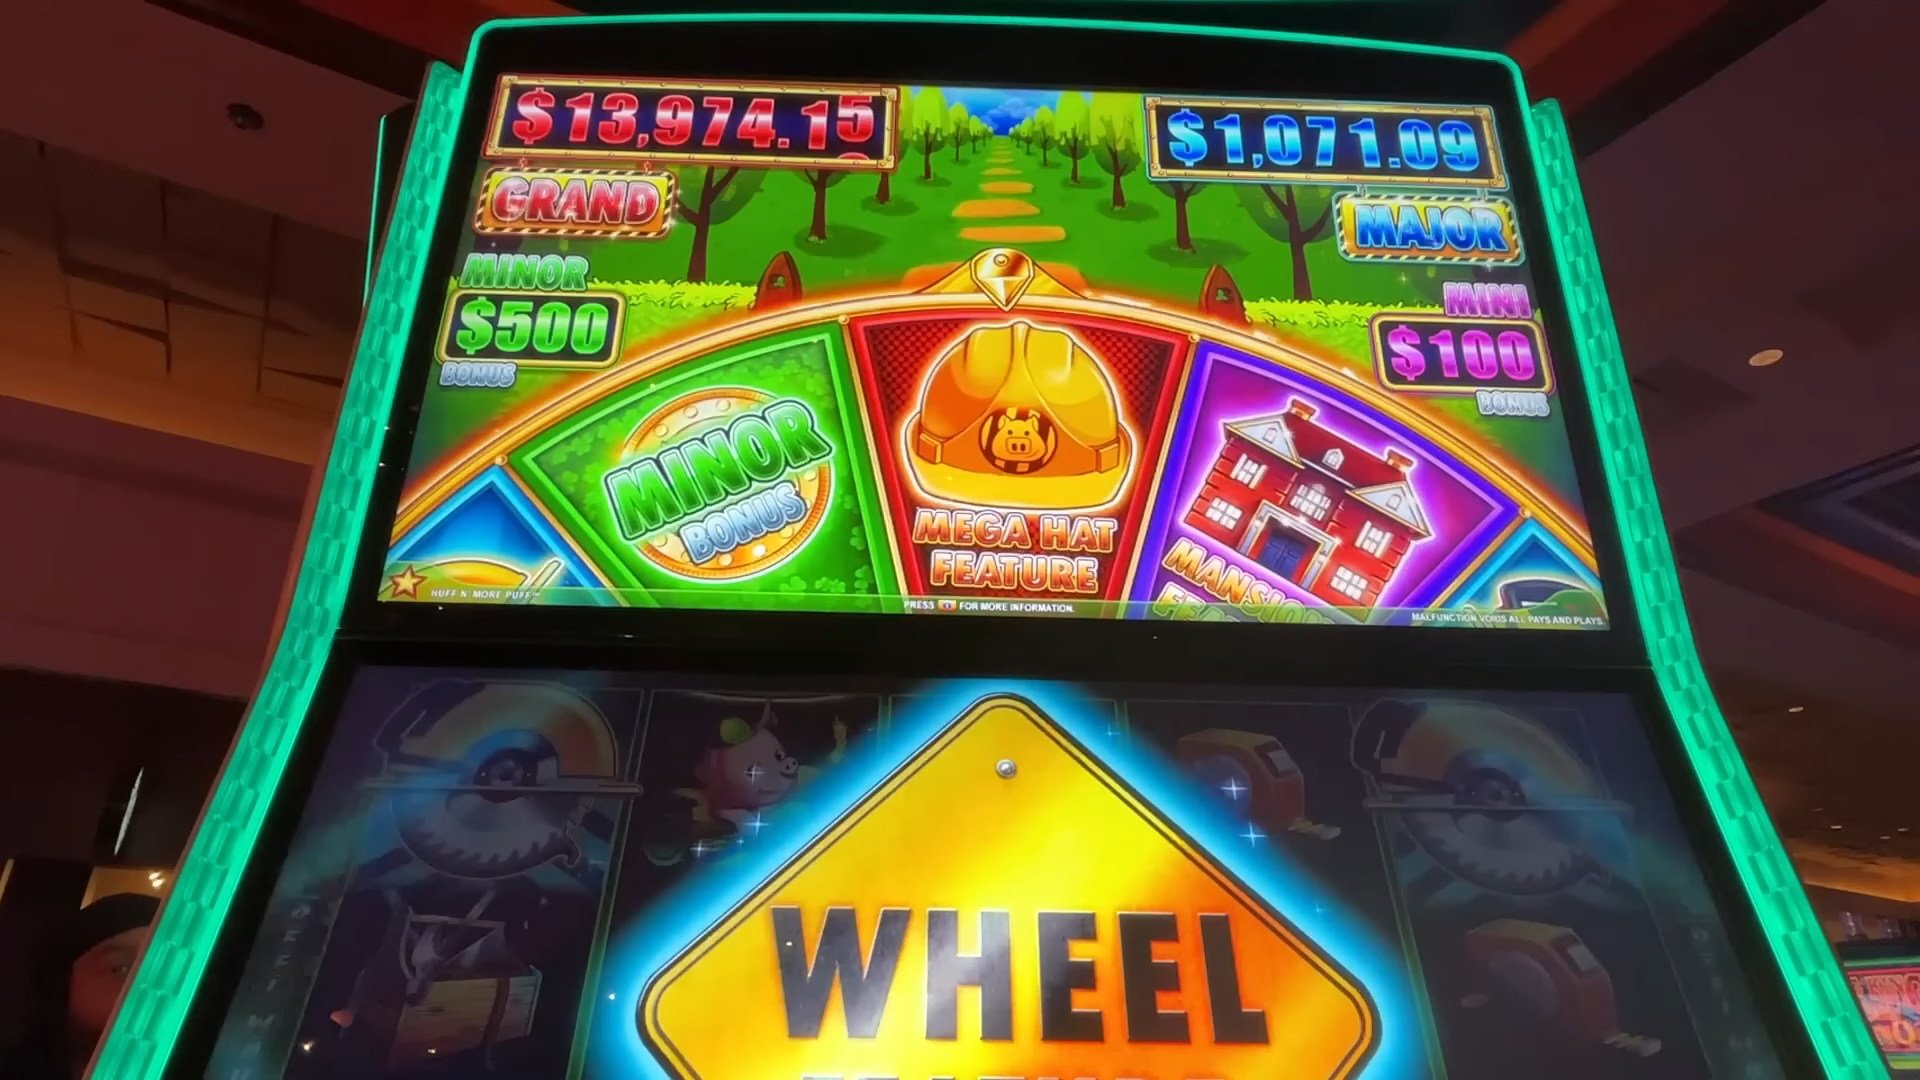 $13,974.15
$1,071.09
GRAND
MAJOR
MINOR
$500
BONUS
MINI
$100
BONUS
MINOR
BONUS
MEGA HAT
FEATURE
MANSION
HUFF N' MORE PUFF™
PRESS FOR MORE INFORMATION.
MALFUNCTION VOIDS ALL PAYS AND PLAYS.
WHEEL